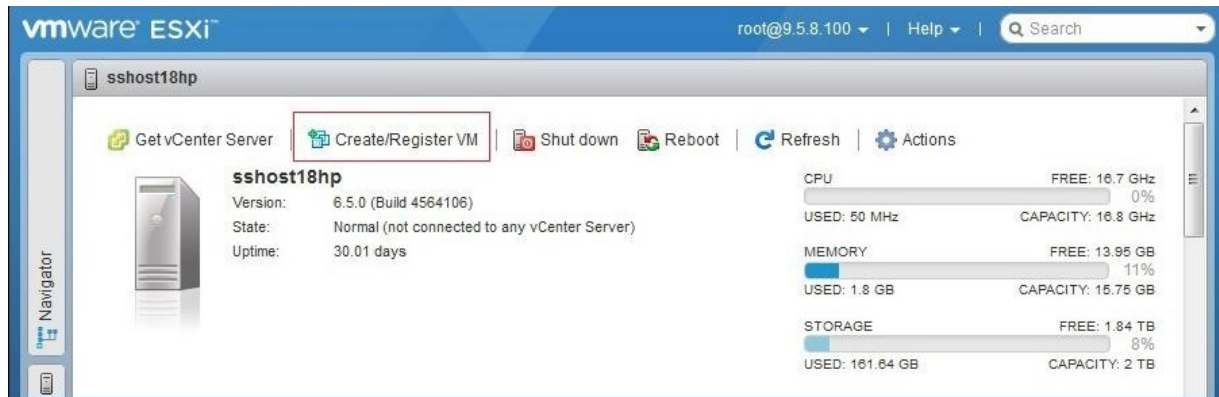 vmware ESXi™
root@9.5.8.100 | Help | Search
sshost18hp
Get vCenter Server | Create/Register VM | Shut down Reboot | Refresh | Actions
sshost18hp
Version: 6.5.0 (Build 4564106)
State: Normal (not connected to any vCenter Server)
Uptime: 30.01 days
CPU FREE: 16.7 GHz
0%
USED: 50 MHz CAPACITY: 16.8 GHz
MEMORY FREE: 13.95 GB
11%
USED: 1.8 GB CAPACITY: 15.75 GB
STORAGE FREE: 1.84 TB
8%
USED: 161.64 GB CAPACITY: 2 TB
Navigator